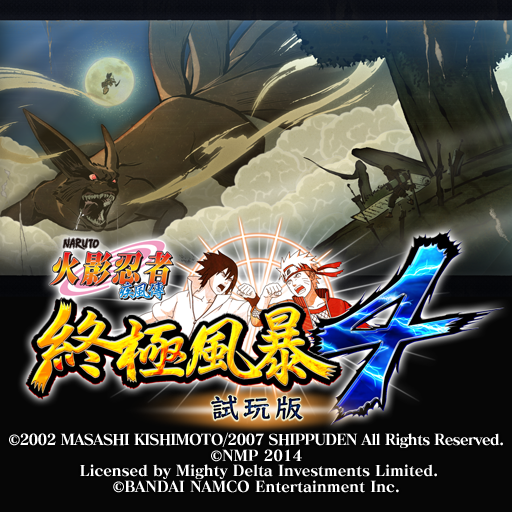 NARUTO
火影忍者
疾風傳
終極風暴4
試玩版
©2002 MASASHI KISHIMOTO/2007 SHIPPUDEN All Rights Reserved.
©NMP 2014
Licensed by Mighty Delta Investments Limited.
©BANDAI NAMCO Entertainment Inc.